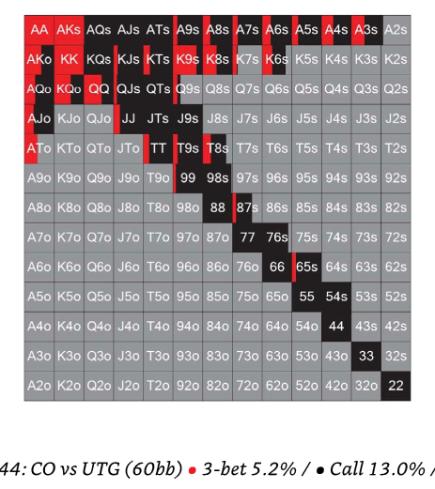 AA AKs AQs AJs ATs A9s A8s A7s A6s A5s A4s A3s A2s
AKo KK KQs KJs KTs K9s K8s K7s K6s K5s K4s K3s K2s
AQo KQo QQ QJs QTs Q9s Q8s Q7s Q6s Q5s Q4s Q3s Q2s
AJo KJo QJo JJ JTs J9s J8s J7s J6s J5s J4s J3s J2s
ATo KTo QTo JTo TT T9s T8s T7s T6s T5s T4s T3s T2s
A9o K9o Q9o J9o T9o 99 98s 97s 96s 95s 94s 93s 92s
A8o K8o Q8o J8o T8o 98o 88 87s 86s 85s 84s 83s 82s
A7o K7o Q7o J7o T7o 97o 87o 77 76s 75s 74s 73s 72s
A6o K6o Q6o J6o T6o 96o 86o 76o 66 65s 64s 63s 62s
A5o K5o Q5o J5o T5o 95o 85o 75o 65o 55 54s 53s 52s
A4o K4o Q4o J4o T4o 94o 84o 74o 64o 54o 44 43s 42s
A3o K3o Q3o J3o T3o 93o 83o 73o 63o 53o 43o 33 32s
A2o K2o Q2o J2o T2o 92o 82o 72o 62o 52o 42o 32o 22
44: CO vs UTG (60bb) • 3-bet 5.2% / • Call 13.0% /